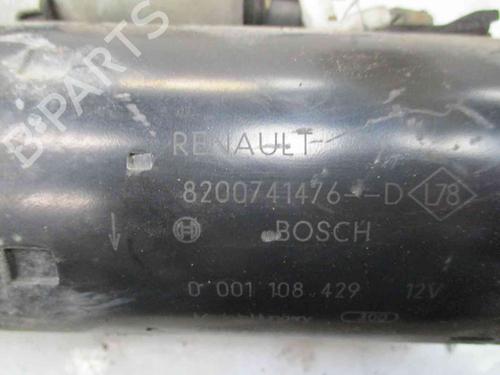 RENAULT
8200741476--D L78
BOSCH
0 001 108 429 12V
B-Parts